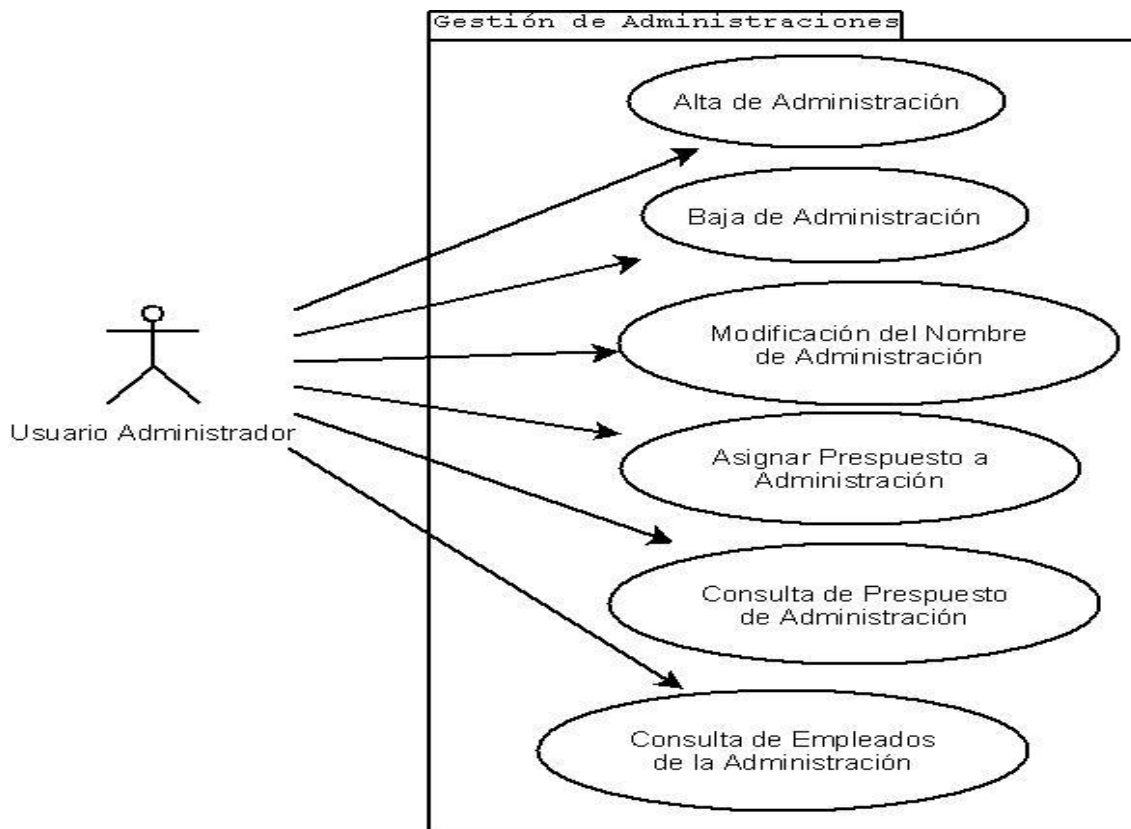 Gestión de Administraciones
Alta de Administración
Baja de Administración
Modificación del Nombre
de Administración
Usuario Administrador
Asignar Prespuesto a
Administración
Consulta de Prespuesto
de Administración
Consulta de Empleados
de la Administración